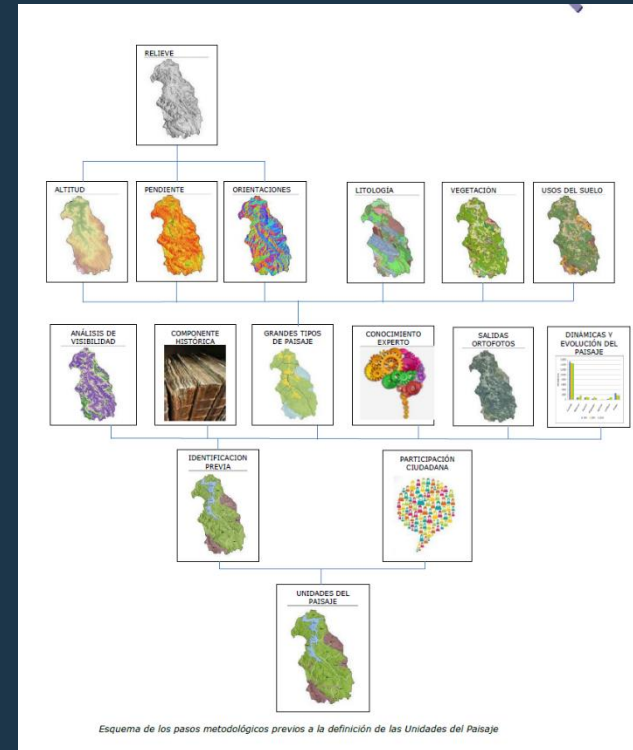 RELIEVE
ALTITUD
PENDIENTE
ORIENTACIONES
LITOLOGÍA
VEGETACIÓN
USOS DEL SUELO
ANÁLISIS DE
VISIBILIDAD
COMPONENTE
HISTÓRICA
GRANDES TIPOS
DE PAISAJE
CONOCIMIENTO
EXPERTO
SALIDAS
ORTOFOTOS
DINÁMICAS Y
EVOLUCIÓN DEL
PAISAJE
IDENTIFICACION
PREVIA
PARTICIPACIÓN
CIUDADANA
UNIDADES DEL
PAISAJE
Esquema de los pasos metodológicos previos a la definición de las Unidades del Paisaje